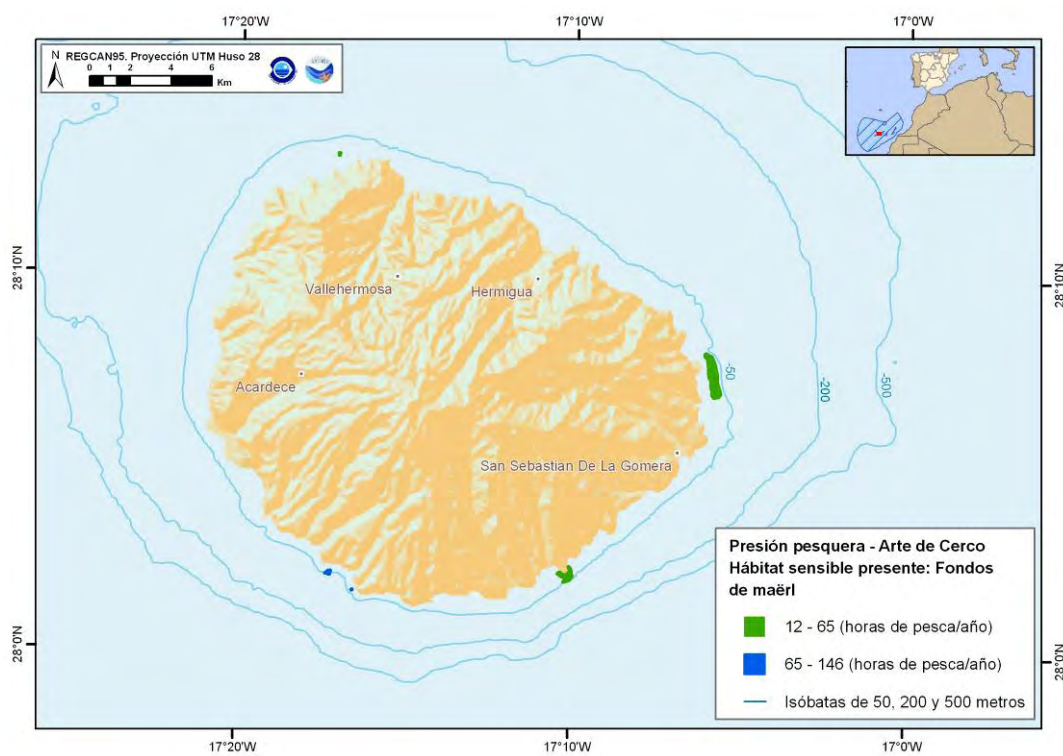 17°20'W
17°10'W
17°0'W
N
REGCAN95. Proyección UTM Huso 28
0 1 2 4 6
Km
28°10'N
28°10'N
Vallehermosa
Hermigua
Acardece
San Sebastian De La Gomera
-50
-200
-500
Presión pesquera - Arte de Cerco
Hábitat sensible presente: Fondos
de maërl
12 - 65 (horas de pesca/año)
65 - 146 (horas de pesca/año)
Isóbatas de 50, 200 y 500 metros
28°0'N
28°0'N
17°20'W
17°10'W
17°0'W